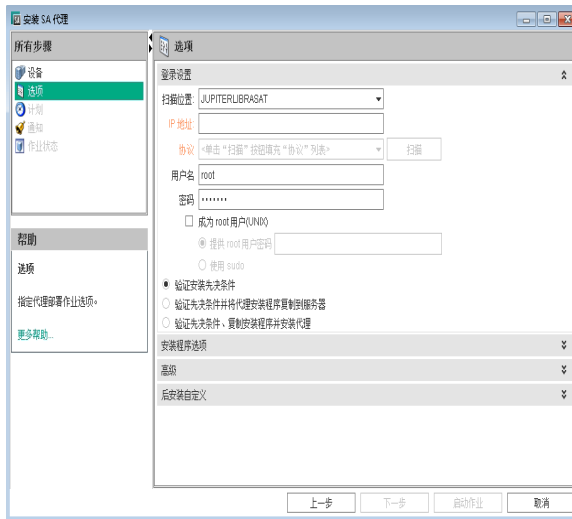 安装 SA 代理
所有步骤
设备
选项
计划
通知
作业状态
帮助
选项
指定代理部署作业选项。
更多帮助...
选项
登录设置
扫描位置: JUPITERLIBRASAT
IP 地址:
协议 <单击“扫描”按钮填充“协议”列表> 扫描
用户名 root
密码 •••••••
成为 root 用户(UNIX)
提供 root 用户密码
使用 sudo
验证安装先决条件
验证先决条件并将代理安装程序复制到服务器
验证先决条件、复制安装程序并安装代理
安装程序选项
高级
后安装自定义
上一步 下一步 启动作业 取消